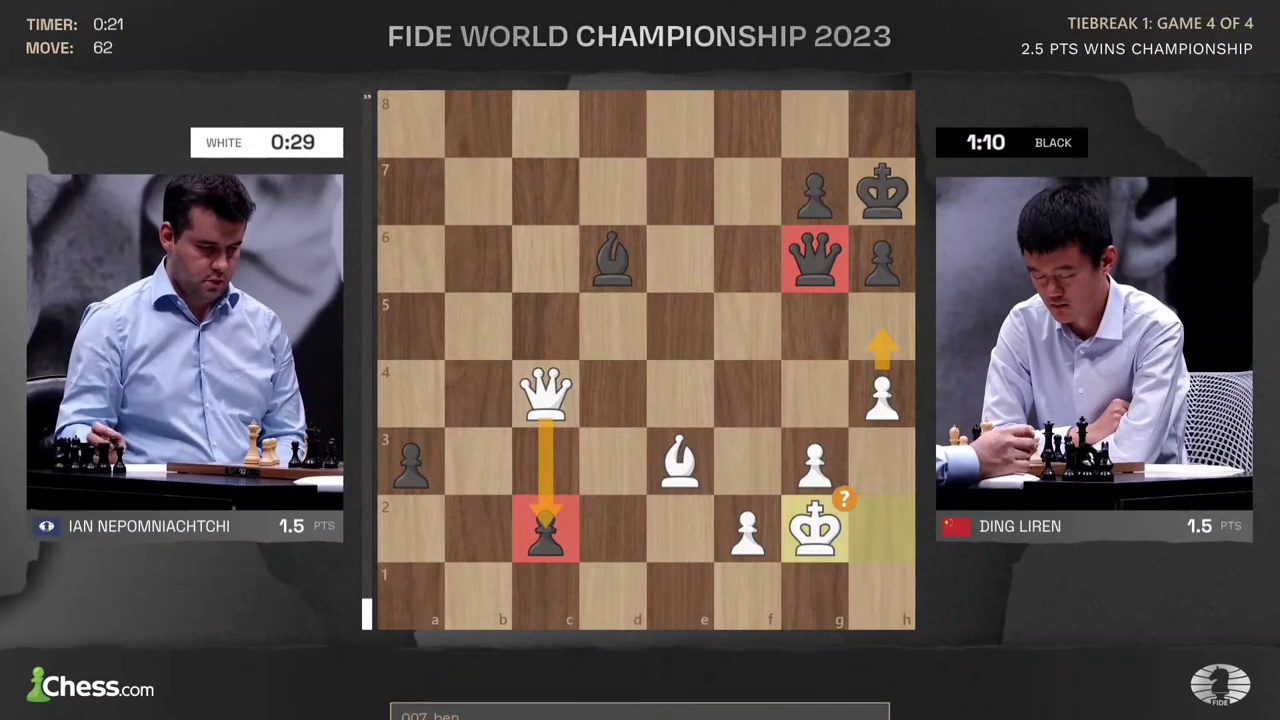 TIMER: 0:21
MOVE: 62
FIDE WORLD CHAMPIONSHIP 2023
TIEBREAK 1: GAME 4 OF 4
2.5 PTS WINS CHAMPIONSHIP
WHITE 0:29
1:10 BLACK
8
7
6
5
4
3
2
?
1
a b c d e f g h
IAN NEPOMNIACHTCHI 1.5 PTS
DING LIREN 1.5 PTS
Chess.com
FIDE